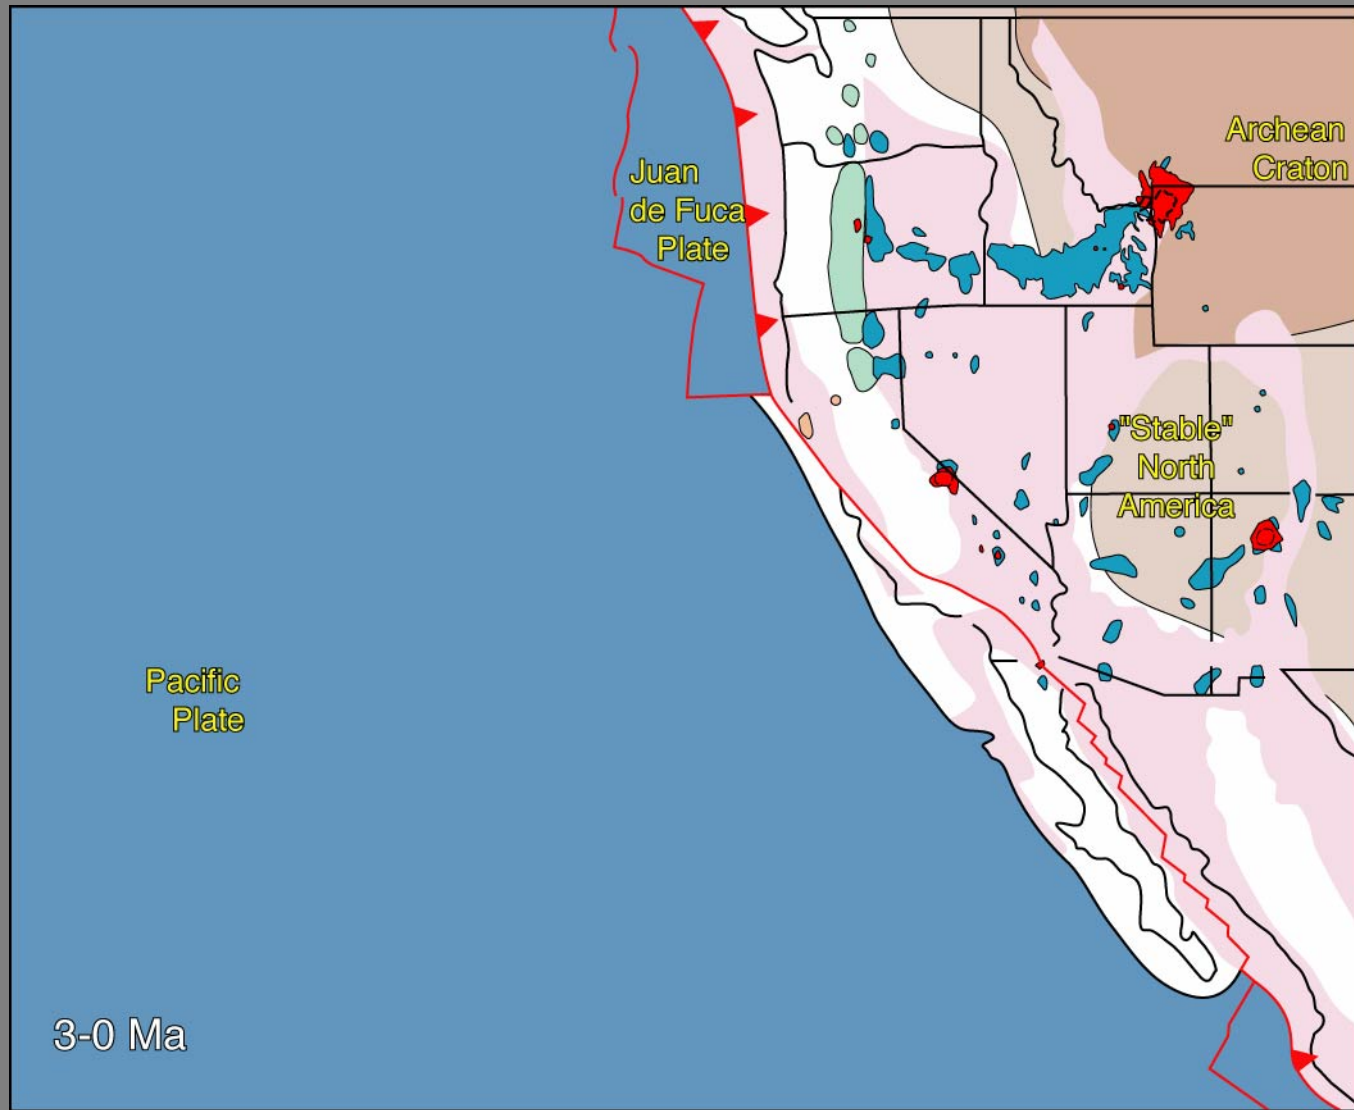 Archean
Craton
Juan
de Fuca
Plate
"Stable"
North
America
Pacific
Plate
3-0 Ma